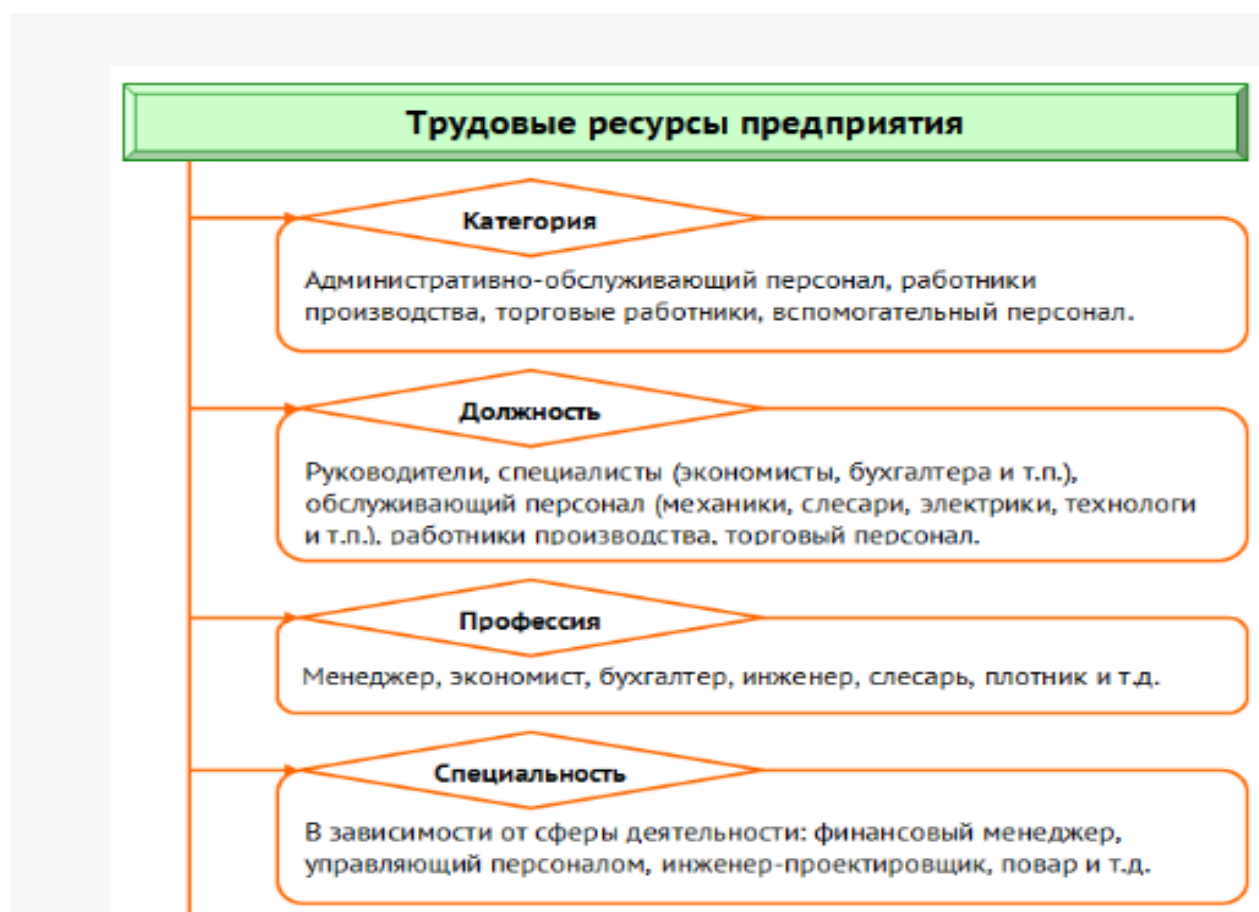 Трудовые ресурсы предприятия
Категория
Административно-обслуживающий персонал, работники
производства, торговые работники, вспомогательный персонал.
Должность
Руководители, специалисты (экономисты, бухгалтера и т.п.),
обслуживающий персонал (механики, слесари, электрики, технологи
и т.п.), работники производства, торговый персонал.
Профессия
Менеджер, экономист, бухгалтер, инженер, слесарь, плотник и т.д.
Специальность
В зависимости от сферы деятельности: финансовый менеджер,
управляющий персоналом, инженер-проектировщик, повар и т.д.